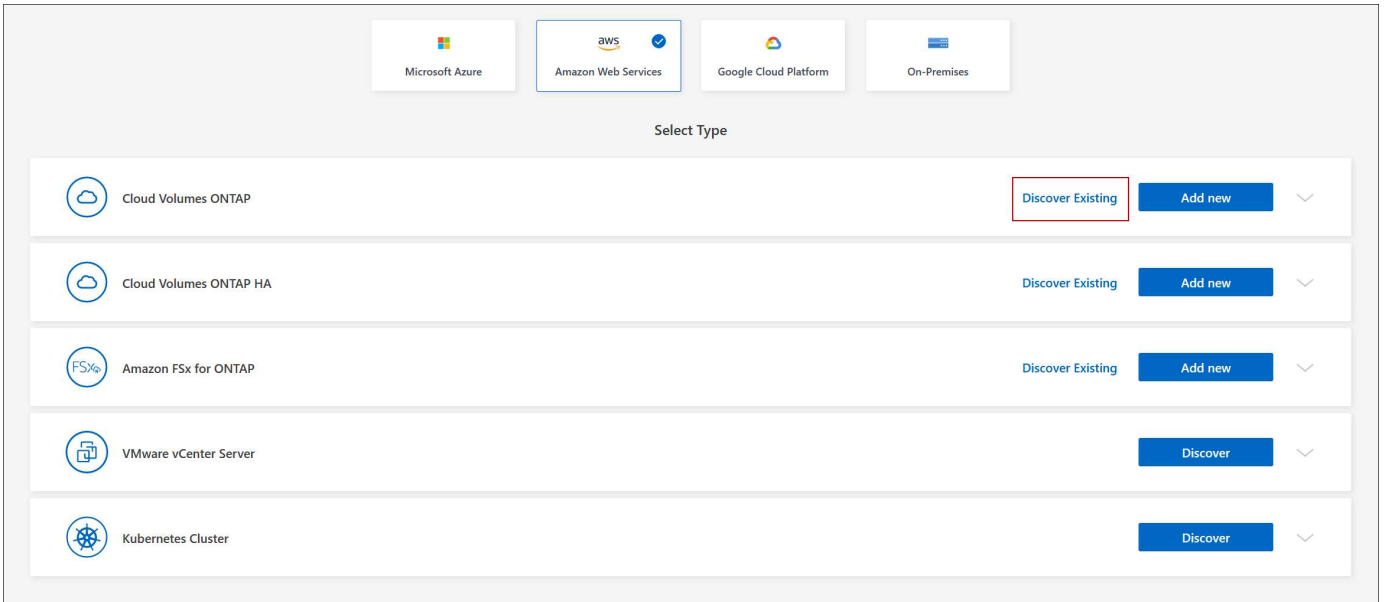 aws
Microsoft Azure
Amazon Web Services
Google Cloud Platform
On-Premises
Select Type
Cloud Volumes ONTAP
Discover Existing
Add new
Cloud Volumes ONTAP HA
Discover Existing
Add new
FSx
Amazon FSx for ONTAP
Discover Existing
Add new
VMware vCenter Server
Discover
Kubernetes Cluster
Discover